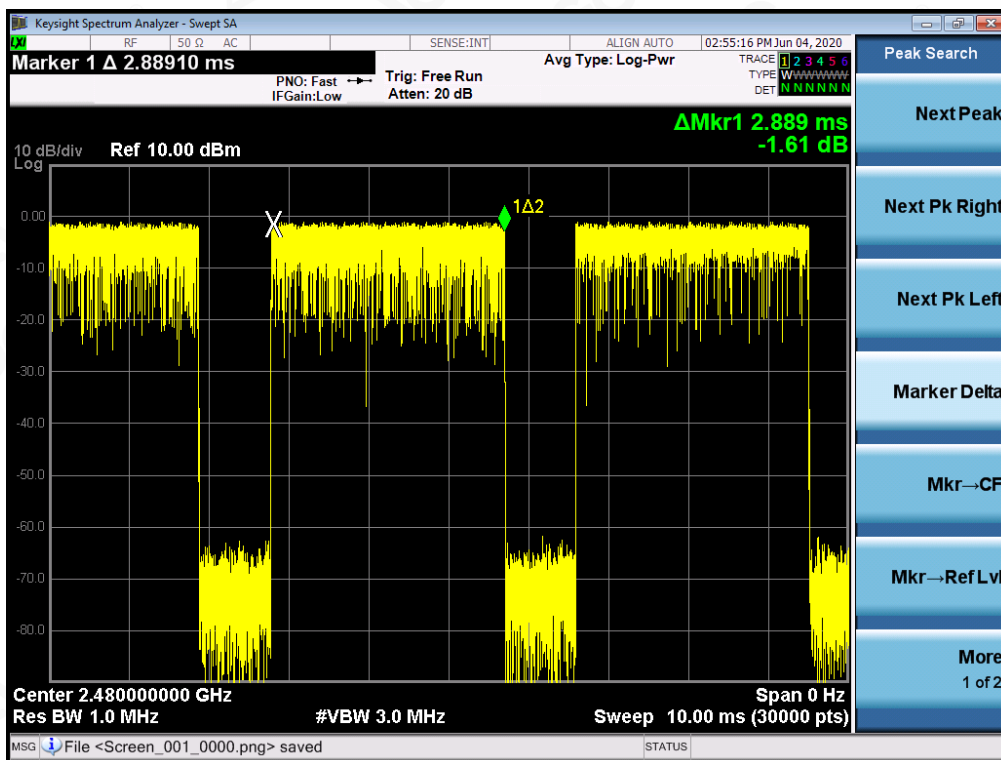 Keysight Spectrum Analyzer - Swept SA
LXI RF 50 Ω AC SENSE:INT ALIGN AUTO 02:55:16 PM Jun 04, 2020
Marker 1 Δ 2.88910 ms
PNO: Fast
IFGain:Low
Trig: Free Run
Atten: 20 dB
Avg Type: Log-Pwr
TRACE 1 2 3 4 5 6
TYPE WWWWWWW
DET N N N N N N
ΔMkr1 2.889 ms
-1.61 dB
10 dB/div Ref 10.00 dBm
Log
1Δ2
X
0.00
-10.0
-20.0
-30.0
-40.0
-50.0
-60.0
-70.0
-80.0
Center 2.480000000 GHz Span 0 Hz
Res BW 1.0 MHz #VBW 3.0 MHz Sweep 10.00 ms (30000 pts)
MSG File <Screen_001_0000.png> saved STATUS
Peak Search
Next Peak
Next Pk Right
Next Pk Left
Marker Delta
Mkr→CF
Mkr→Ref Lvl
More
1 of 2